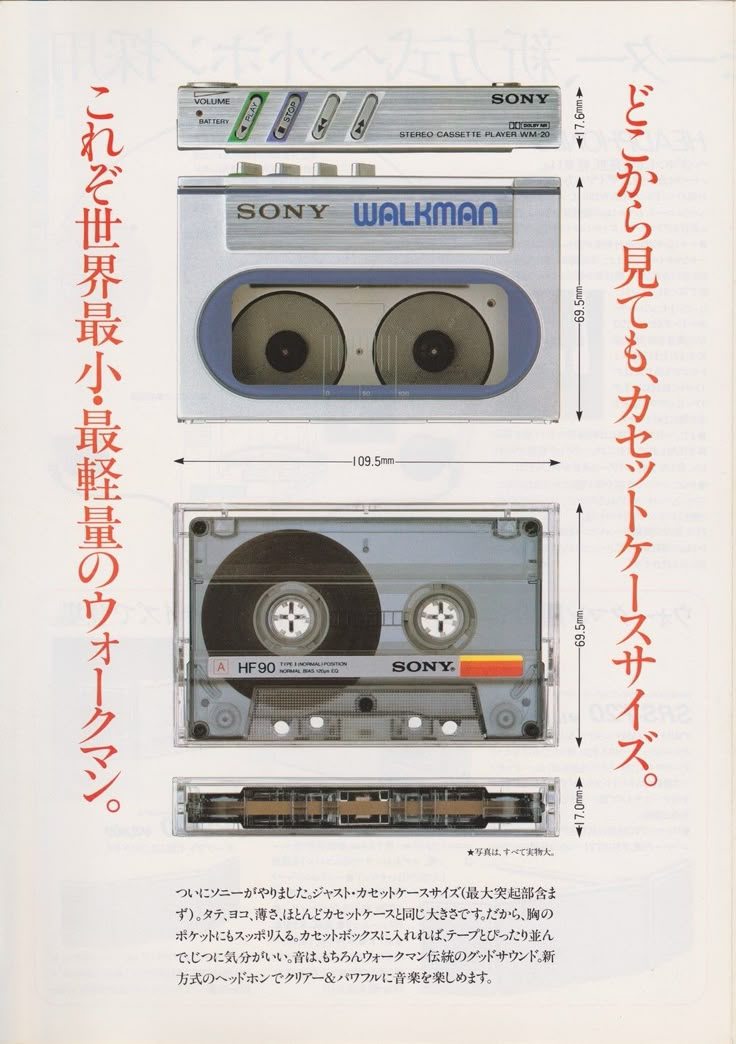 どこから見ても、カセットケースサイズ。
これぞ世界最小・最軽量のウォークマン。
VOLUME
BATTERY
PLAY
STOP
SONY
DOLBY NR
STEREO CASSETTE PLAYER WM-20
17.6mm
SONY WALKMAN
69.5mm
0 50 100
109.5mm
A HF90 TYPE I (NORMAL) POSITION
NORMAL BIAS 120μs EQ
SONY
69.5mm
17.0mm
★写真は、すべて実物大。
ついにソニーがやりました。ジャスト・カセットケースサイズ(最大突起部含ま
ず)。タテ、ヨコ、薄さ、ほとんどカセットケースと同じ大きさです。だから、胸の
ポケットにもスッポリ入る。カセットボックスに入れれば、テープとぴったり並ん
で、じつに気分がいい。音は、もちろんウォークマン伝統のグッドサウンド。新
方式のヘッドホンでクリアー&パワフルに音楽を楽しめます。